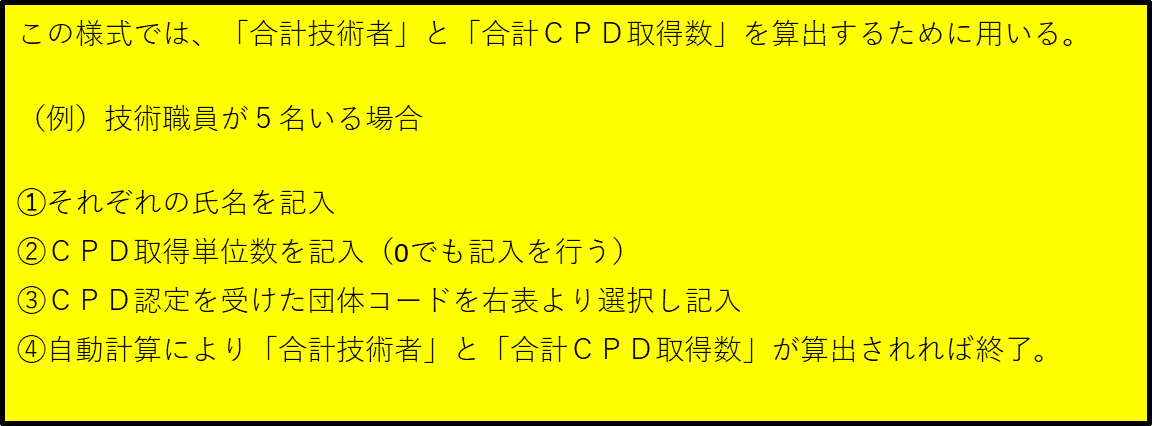 この様式では、「合計技術者」と「合計ＣＰＤ取得数」を算出するために用いる。
（例）技術職員が５名いる場合
①それぞれの氏名を記入
②ＣＰＤ取得単位数を記入（0でも記入を行う）
③ＣＰＤ認定を受けた団体コードを右表より選択し記入
④自動計算により「合計技術者」と「合計ＣＰＤ取得数」が算出されれば終了。